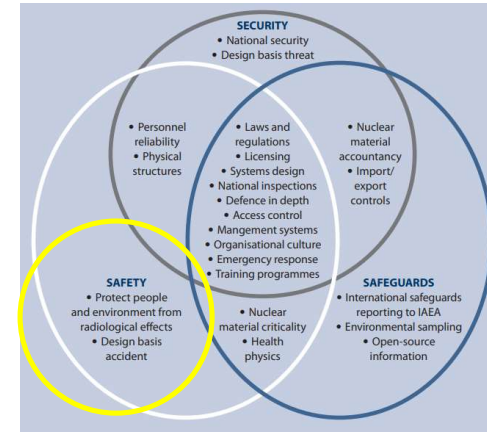 SECURITY
• National security
• Design basis threat
• Personnel
reliability
• Physical
structures
• Laws and
regulations
• Licensing
• Systems design
• National inspections
• Defence in depth
• Access control
• Mangement systems
• Organisational culture
• Emergency response
• Training programmes
• Nuclear
material
accountancy
• Import/
export
controls
SAFETY
• Protect people
and environment from
radiological effects
• Design basis
accident
• Nuclear
material criticality
• Health
physics
SAFEGUARDS
• International safeguards
reporting to IAEA
• Environmental sampling
• Open-source
information